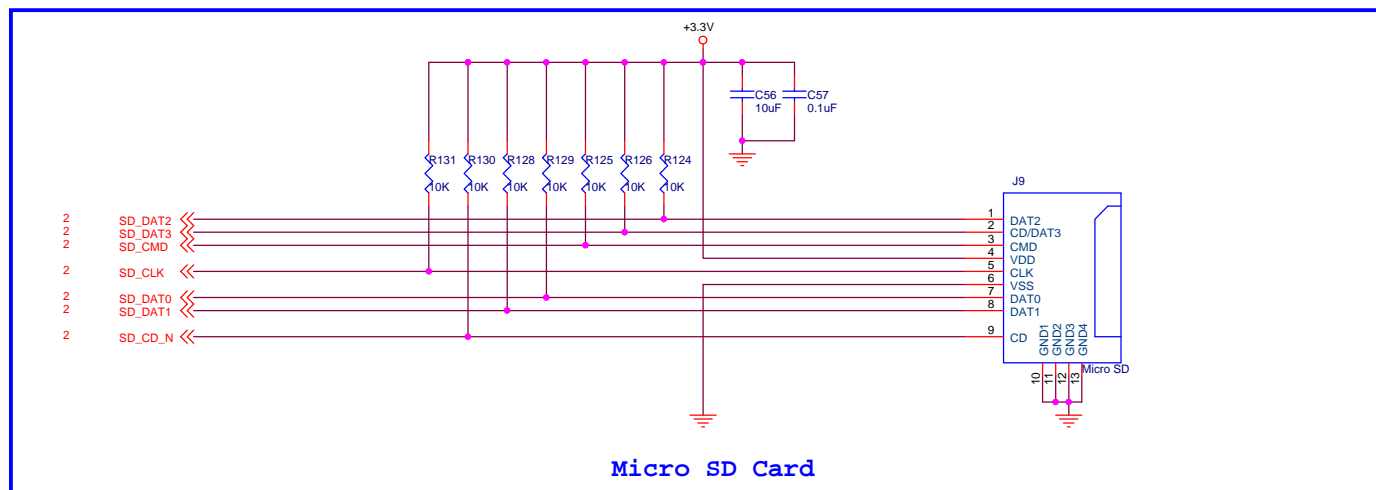 +3.3V
C56
10uF
C57
0.1uF
R131
10K
R130
10K
R128
10K
R129
10K
R125
10K
R126
10K
R124
10K
J9
2 SD_DAT2 1 DAT2
2 SD_DAT3 2 CD/DAT3
2 SD_CMD 3 CMD
4 VDD
2 SD_CLK 5 CLK
6 VSS
2 SD_DAT0 7 DAT0
2 SD_DAT1 8 DAT1
2 SD_CD_N 9 CD
GND1
GND2
GND3
GND4
Micro SD
10
11
12
13
Micro SD Card